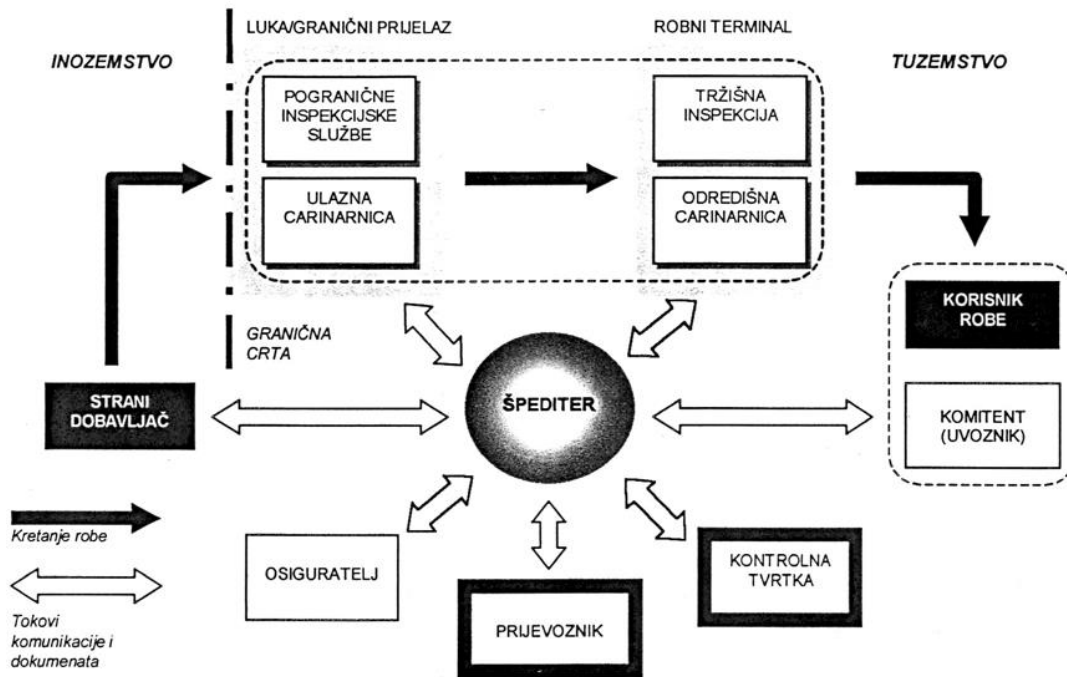 LUKA/GRANIČNI PRIJELAZ
ROBNI TERMINAL
INOZEMSTVO
TUZEMSTVO
POGRANIČNE
INSPEKCIJSKE
SLUŽBE
TRŽIŠNA
INSPEKCIJA
ULAZNA
CARINARNICA
ODREDIŠNA
CARINARNICA
GRANIČNA
CRTA
KORISNIK
ROBE
STRANI
DOBAVLJAČ
ŠPEDITER
KOMITENT
(UVOZNIK)
Kretanje robe
OSIGURATELJ
PRIJEVOZNIK
KONTROLNA
TVRTKA
Tokovi
komunikacije i
dokumenata